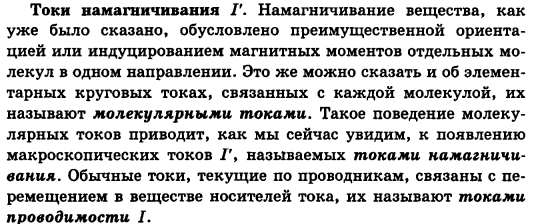 Токи намагничивания I′. Намагничивание вещества, как
уже было сказано, обусловлено преимущественной ориента-
цией или индуцированием магнитных моментов отдельных мо-
лекул в одном направлении. Это же можно сказать и об элемен-
тарных круговых токах, связанных с каждой молекулой, их
называют молекулярными токами. Такое поведение молеку-
лярных токов приводит, как мы сейчас увидим, к появлению
макроскопических токов I′, называемых токами намагничи-
вания. Обычные токи, текущие по проводникам, связаны с пе-
ремещением в веществе носителей тока, их называют токами
проводимости I.